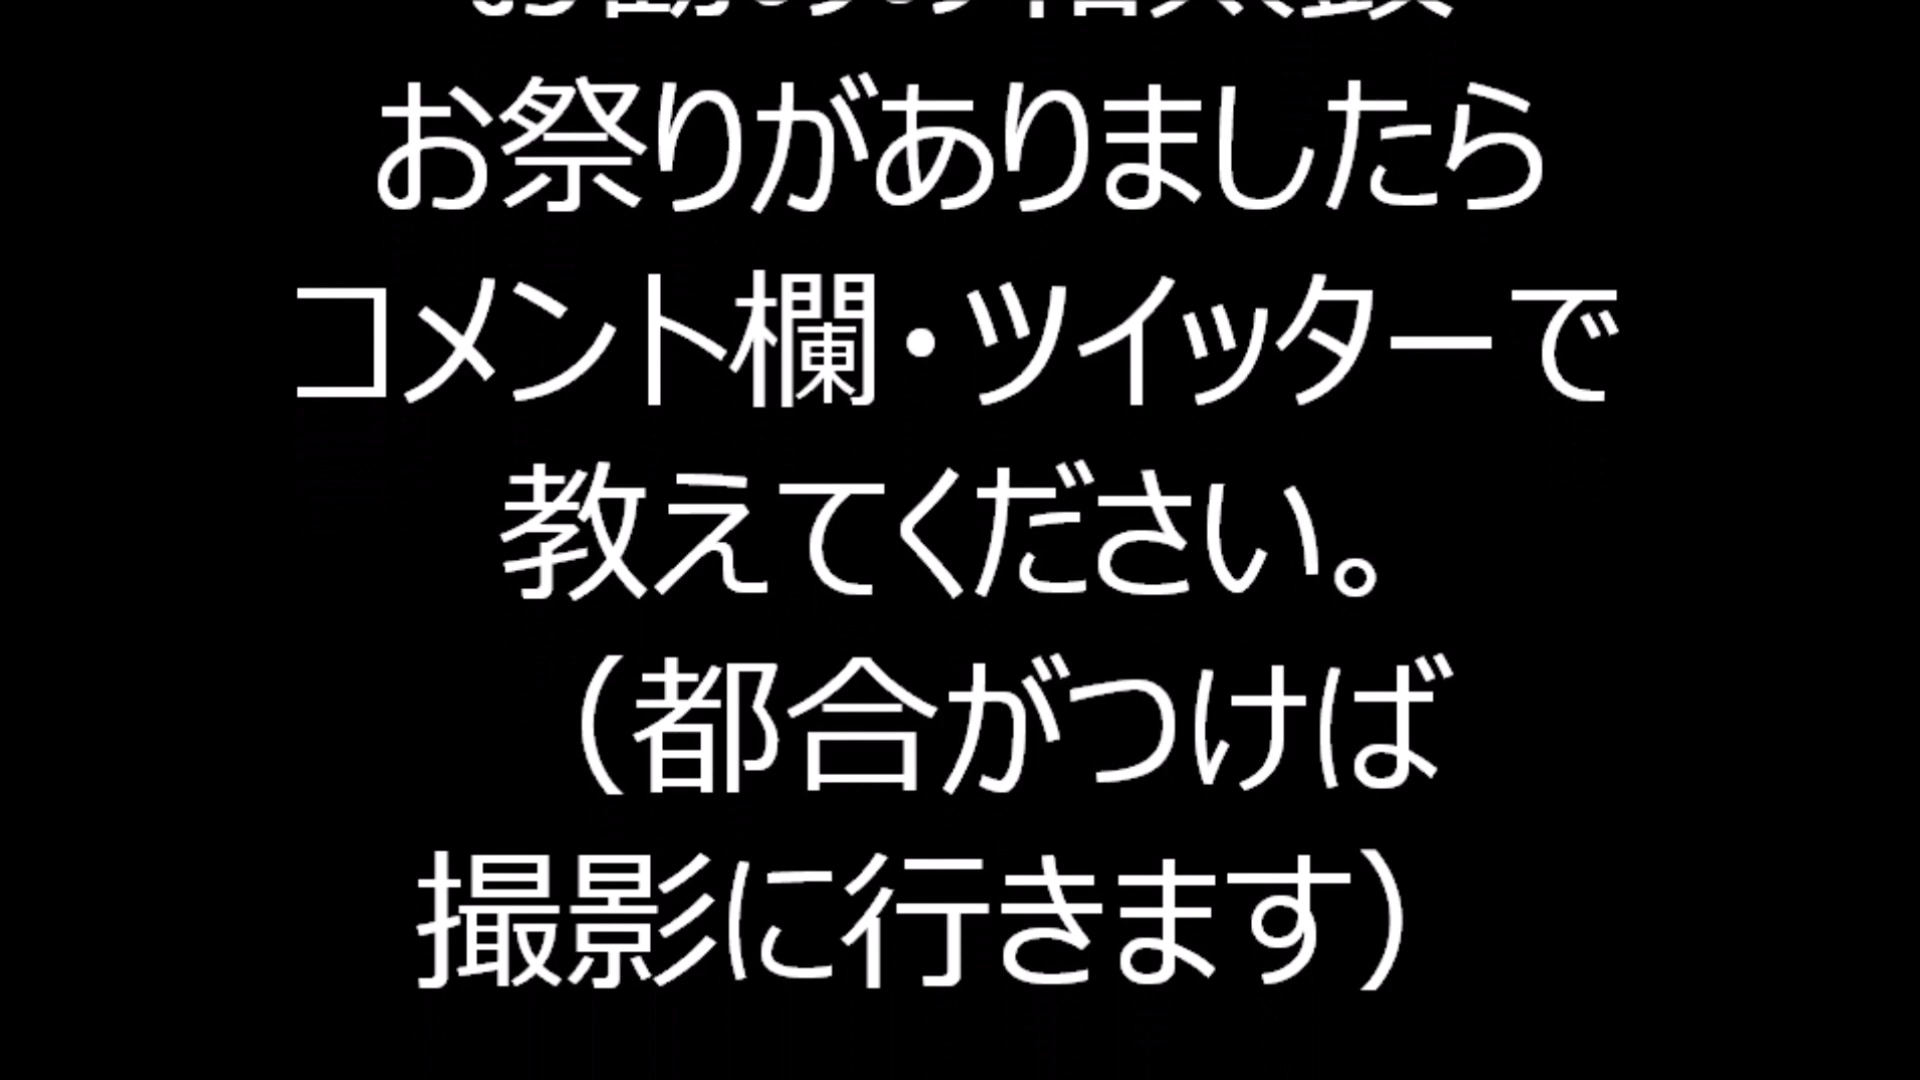 お祭りがありましたら
コメント欄・ツイッターで
教えてください。
（都合がつけば
撮影に行きます）